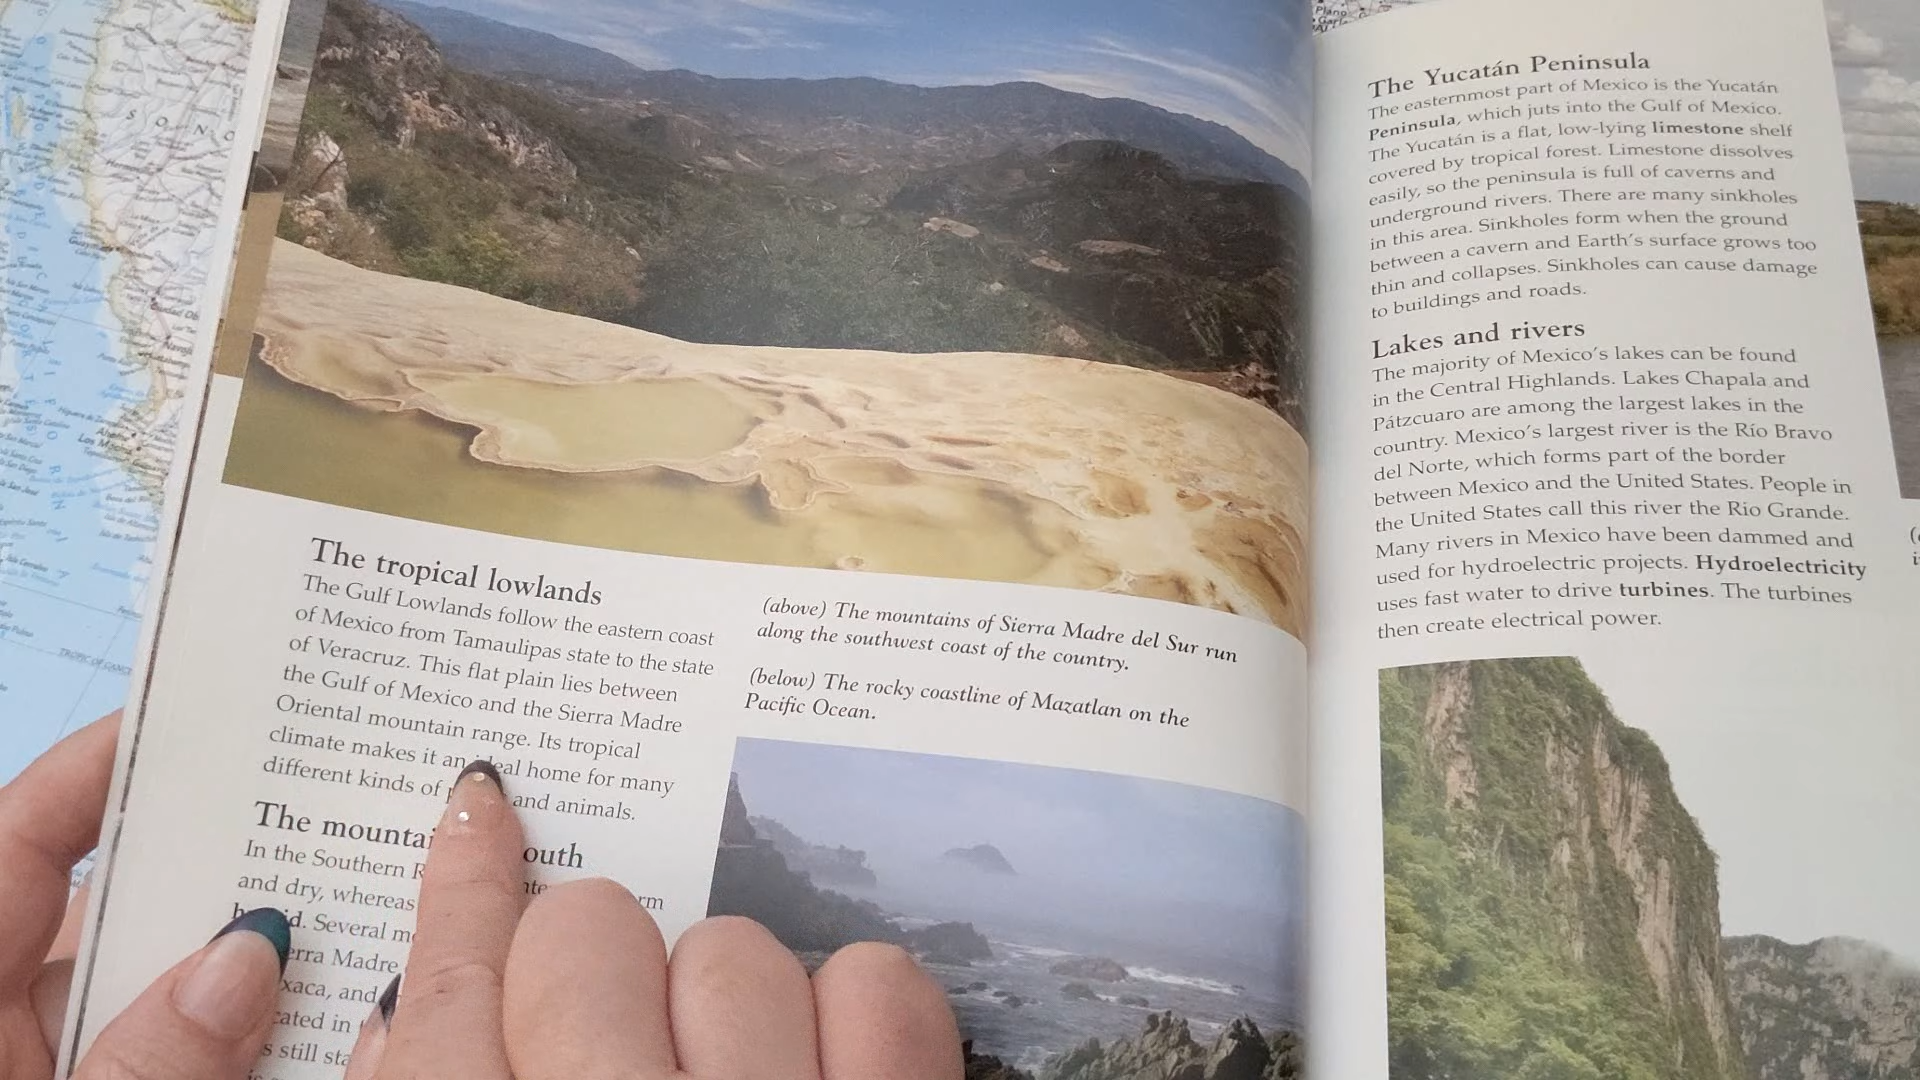 The tropical lowlands
The Gulf Lowlands follow the eastern coast
of Mexico from Tamaulipas state to the state
of Veracruz. This flat plain lies between
the Gulf of Mexico and the Sierra Madre
Oriental mountain range. Its tropical
climate makes it an ideal home for many
different kinds of and animals.
The
In the Southern
and dry, whereas
Several
Madre
and
in
still
(above) The mountains of Sierra Madre del Sur run
along the southwest coast of the country.
(below) The rocky coastline of Mazatlan on the
Pacific Ocean.
The Yucatán Peninsula
The easternmost part of Mexico is the Yucatán
Peninsula, which juts into the Gulf of Mexico.
The Yucatán is a flat, low-lying limestone shelf
covered by tropical forest. Limestone dissolves
easily, so the peninsula is full of caverns and
underground rivers. There are many sinkholes
in this area. Sinkholes form when the ground
between a cavern and Earth's surface grows too
thin and collapses. Sinkholes can cause damage
to buildings and roads.
Lakes and rivers
The majority of Mexico's lakes can be found
in the Central Highlands. Lakes Chapala and
Pátzcuaro are among the largest lakes in the
country. Mexico's largest river is the Río Bravo
del Norte, which forms part of the border
between Mexico and the United States. People in
the United States call this river the Rio Grande.
Many rivers in Mexico have been dammed and
used for hydroelectric projects. Hydroelectricity
uses fast water to drive turbines. The turbines
then create electrical power.
S O N O
TROPIC OF CANCE
Plano